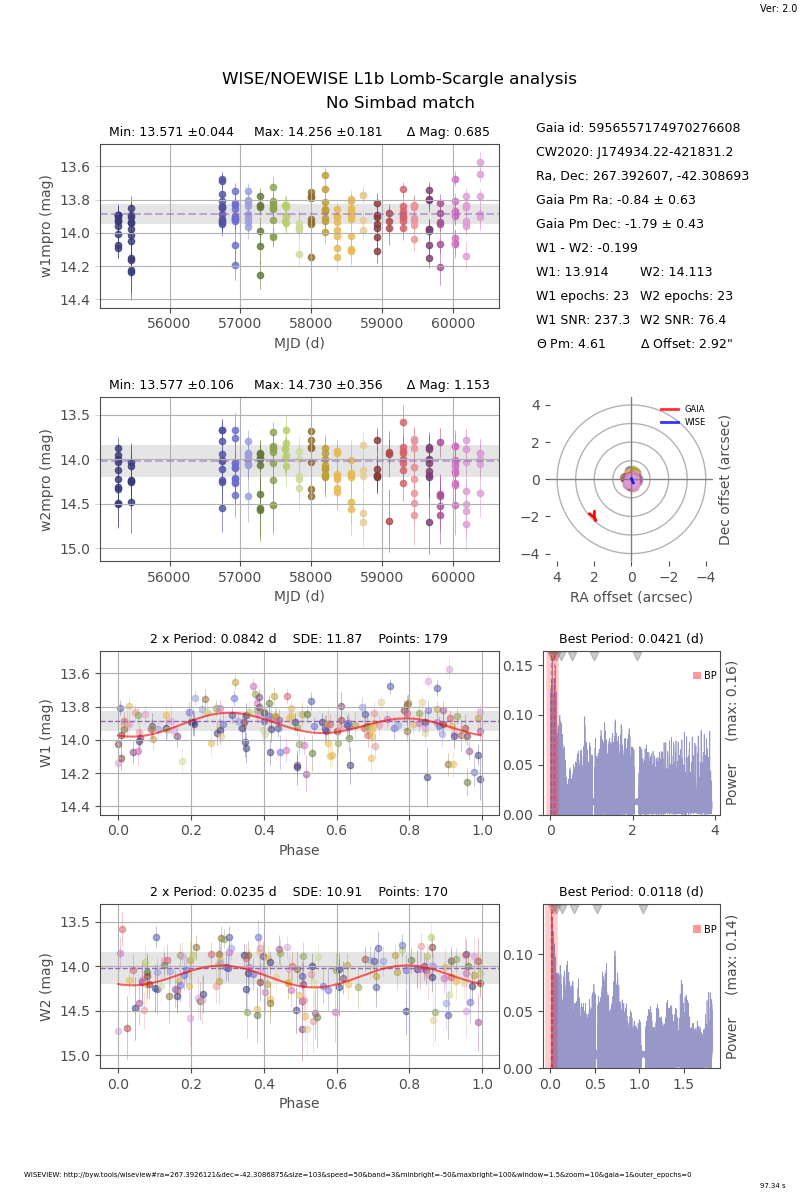 Ver: 2.0
WISE/NOEWISE L1b Lomb-Scargle analysis
No Simbad match
Min: 13.571 ±0.044 Max: 14.256 ±0.181 Δ Mag: 0.685
13.6
13.8
14.0
14.2
14.4
w1mpro (mag)
56000 57000 58000 59000 60000
MJD (d)
Gaia id: 5956557174970276608
CW2020: J174934.22-421831.2
Ra, Dec: 267.392607, -42.308693
Gaia Pm Ra: -0.84 ± 0.63
Gaia Pm Dec: -1.79 ± 0.43
W1 - W2: -0.199
W1: 13.914 W2: 14.113
W1 epochs: 23 W2 epochs: 23
W1 SNR: 237.3 W2 SNR: 76.4
Θ Pm: 4.61 Δ Offset: 2.92"
Min: 13.577 ±0.106 Max: 14.730 ±0.356 Δ Mag: 1.153
13.5
14.0
14.5
15.0
w2mpro (mag)
56000 57000 58000 59000 60000
MJD (d)
GAIA
WISE
4
2
0
−2
−4
Dec offset (arcsec)
4 2 0 −2 −4
RA offset (arcsec)
2 x Period: 0.0842 d SDE: 11.87 Points: 179
13.6
13.8
14.0
14.2
14.4
W1 (mag)
0.0 0.2 0.4 0.6 0.8 1.0
Phase
Best Period: 0.0421 (d)
BP
0.15
0.10
0.05
0.00
Power (max: 0.16)
0 2 4
2 x Period: 0.0235 d SDE: 10.91 Points: 170
13.5
14.0
14.5
15.0
W2 (mag)
0.0 0.2 0.4 0.6 0.8 1.0
Phase
Best Period: 0.0118 (d)
BP
0.10
0.05
0.00
Power (max: 0.14)
0.0 0.5 1.0 1.5
WISEVIEW: http://byw.tools/wiseview#ra=267.3926121&dec=-42.3086875&size=103&speed=50&band=3&minbright=-50&maxbright=100&window=1.5&zoom=10&gaia=1&outer_epochs=0
97.34 s